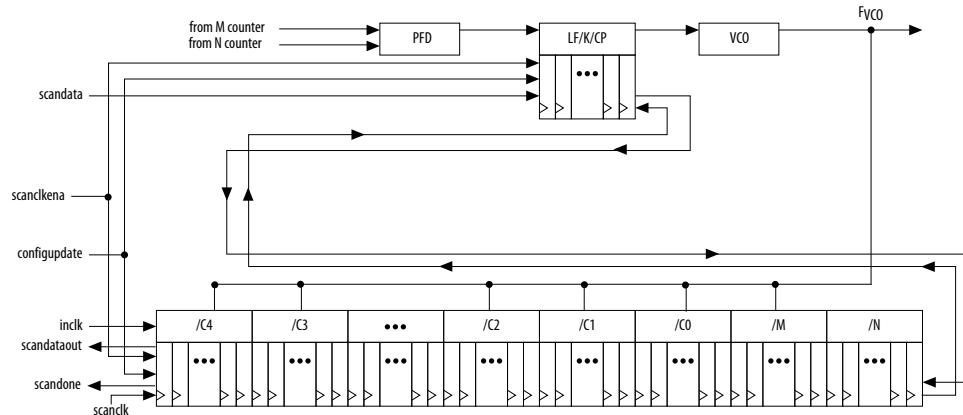 from M counter
from N counter
PFD
LF/K/CP
VCO
FVCO
scandata
scanclkena
configupdate
inclk
/C4
/C3
/C2
/C1
/C0
/M
/N
scandataout
scandone
scanclk